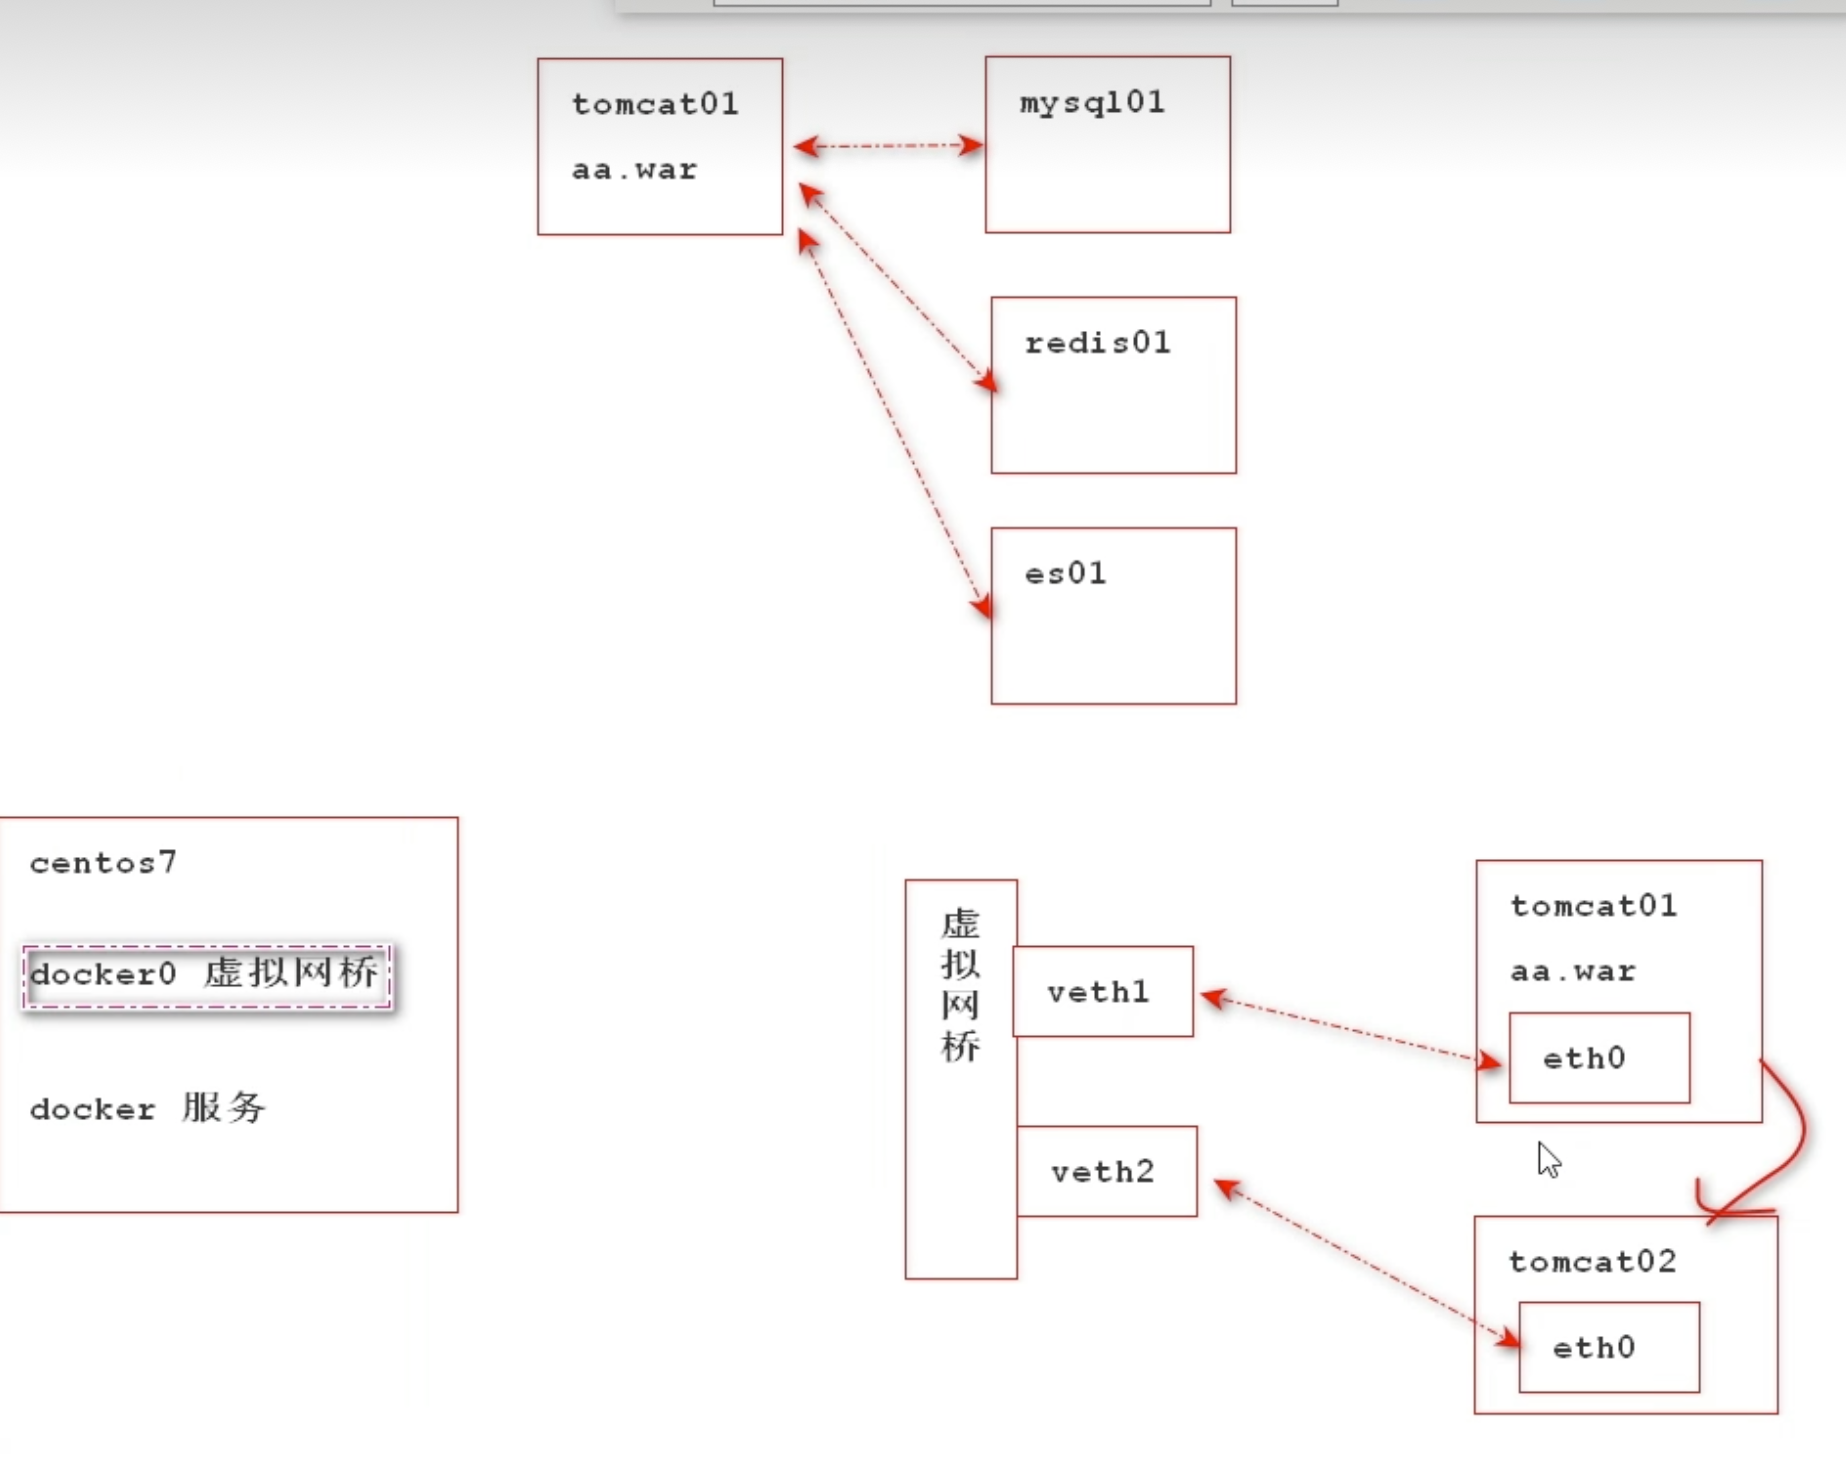 tomcat01
aa.war
mysql01
redis01
es01
centos7
docker0 虚拟网桥
docker 服务
虚拟网桥
veth1
veth2
tomcat01
aa.war
eth0
tomcat02
eth0